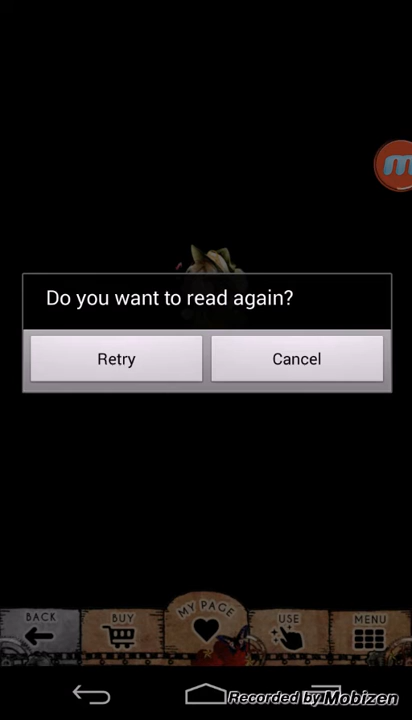 Do you want to read again?
Retry
Cancel
BACK
BUY
MY PAGE
USE
MENU
Recorded by Mobizen